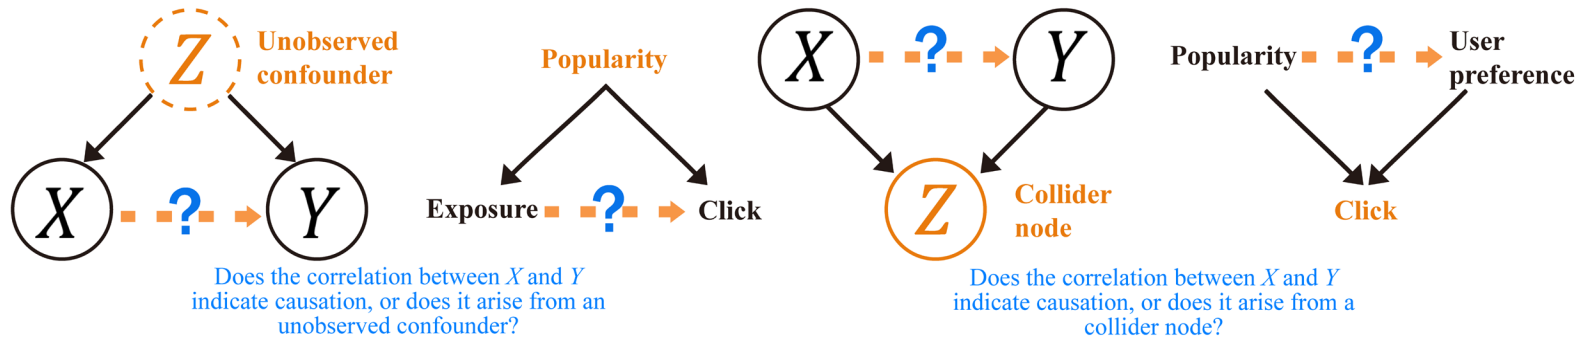 Z
Unobserved
confounder
X
?
Y
Popularity
Exposure
?
Click
Does the correlation between X and Y
indicate causation, or does it arise from an
unobserved confounder?
X
?
Y
Z
Collider
node
Popularity
?
User
preference
Click
Does the correlation between X and Y
indicate causation, or does it arise from a
collider node?